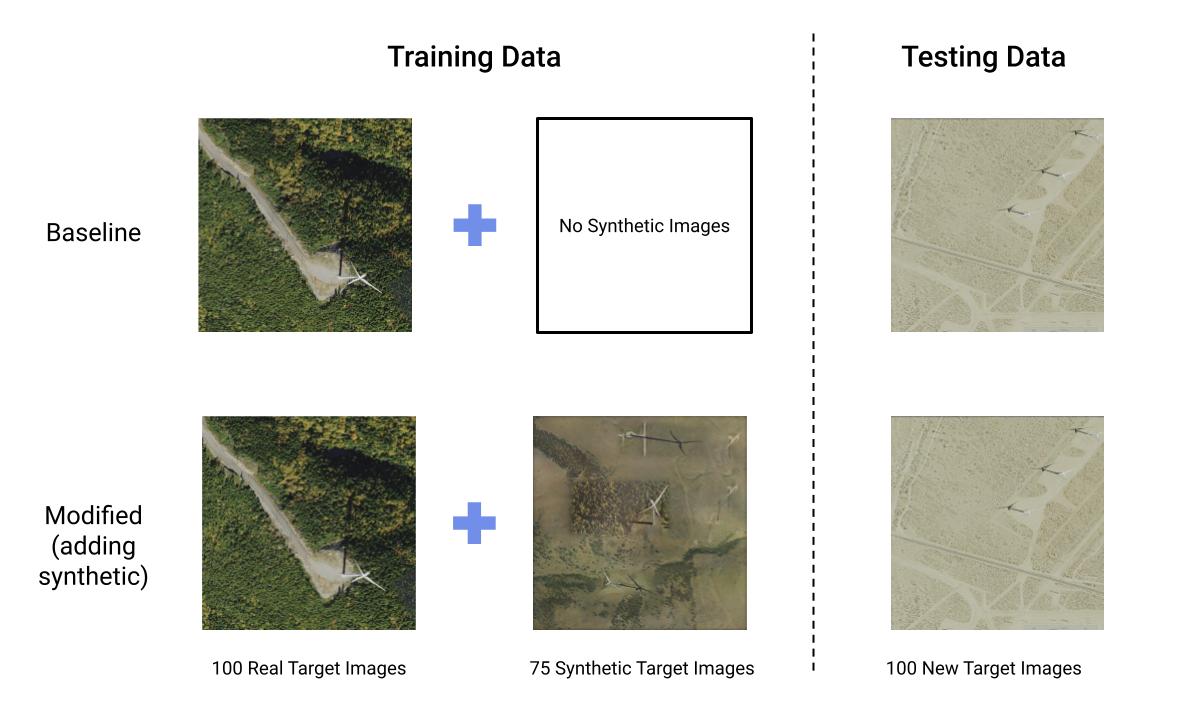 Training Data
Testing Data
Baseline
No Synthetic Images
Modified
(adding
synthetic)
100 Real Target Images
75 Synthetic Target Images
100 New Target Images